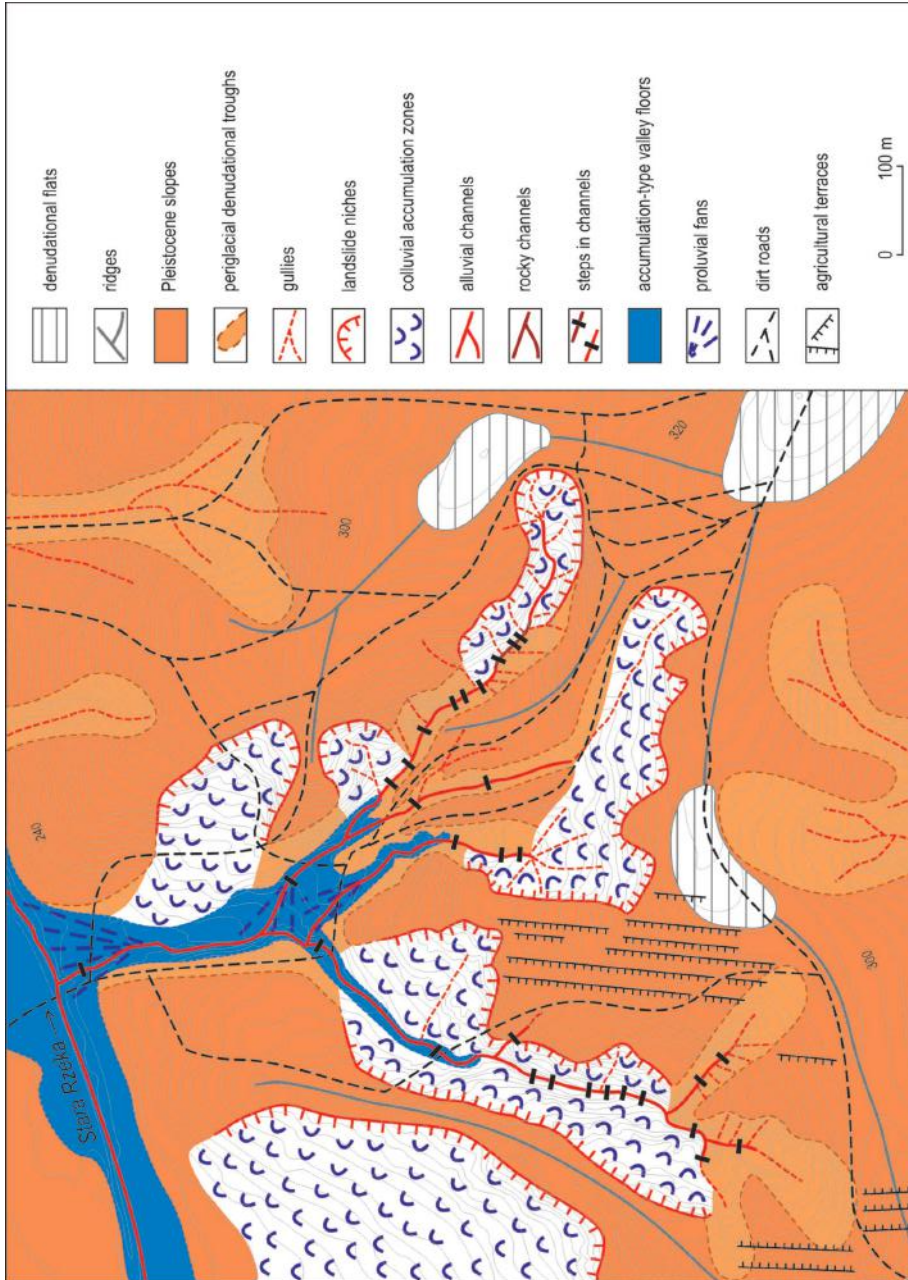 denudational flats
ridges
Pleistocene slopes
periglacial denudational troughs
gullies
landslide niches
colluvial accumulation zones
alluvial channels
rocky channels
steps in channels
accumulation-type valley floors
proluvial fans
dirt roads
agricultural terraces
100 m
0
320
300
240
300
Stara Rzeka